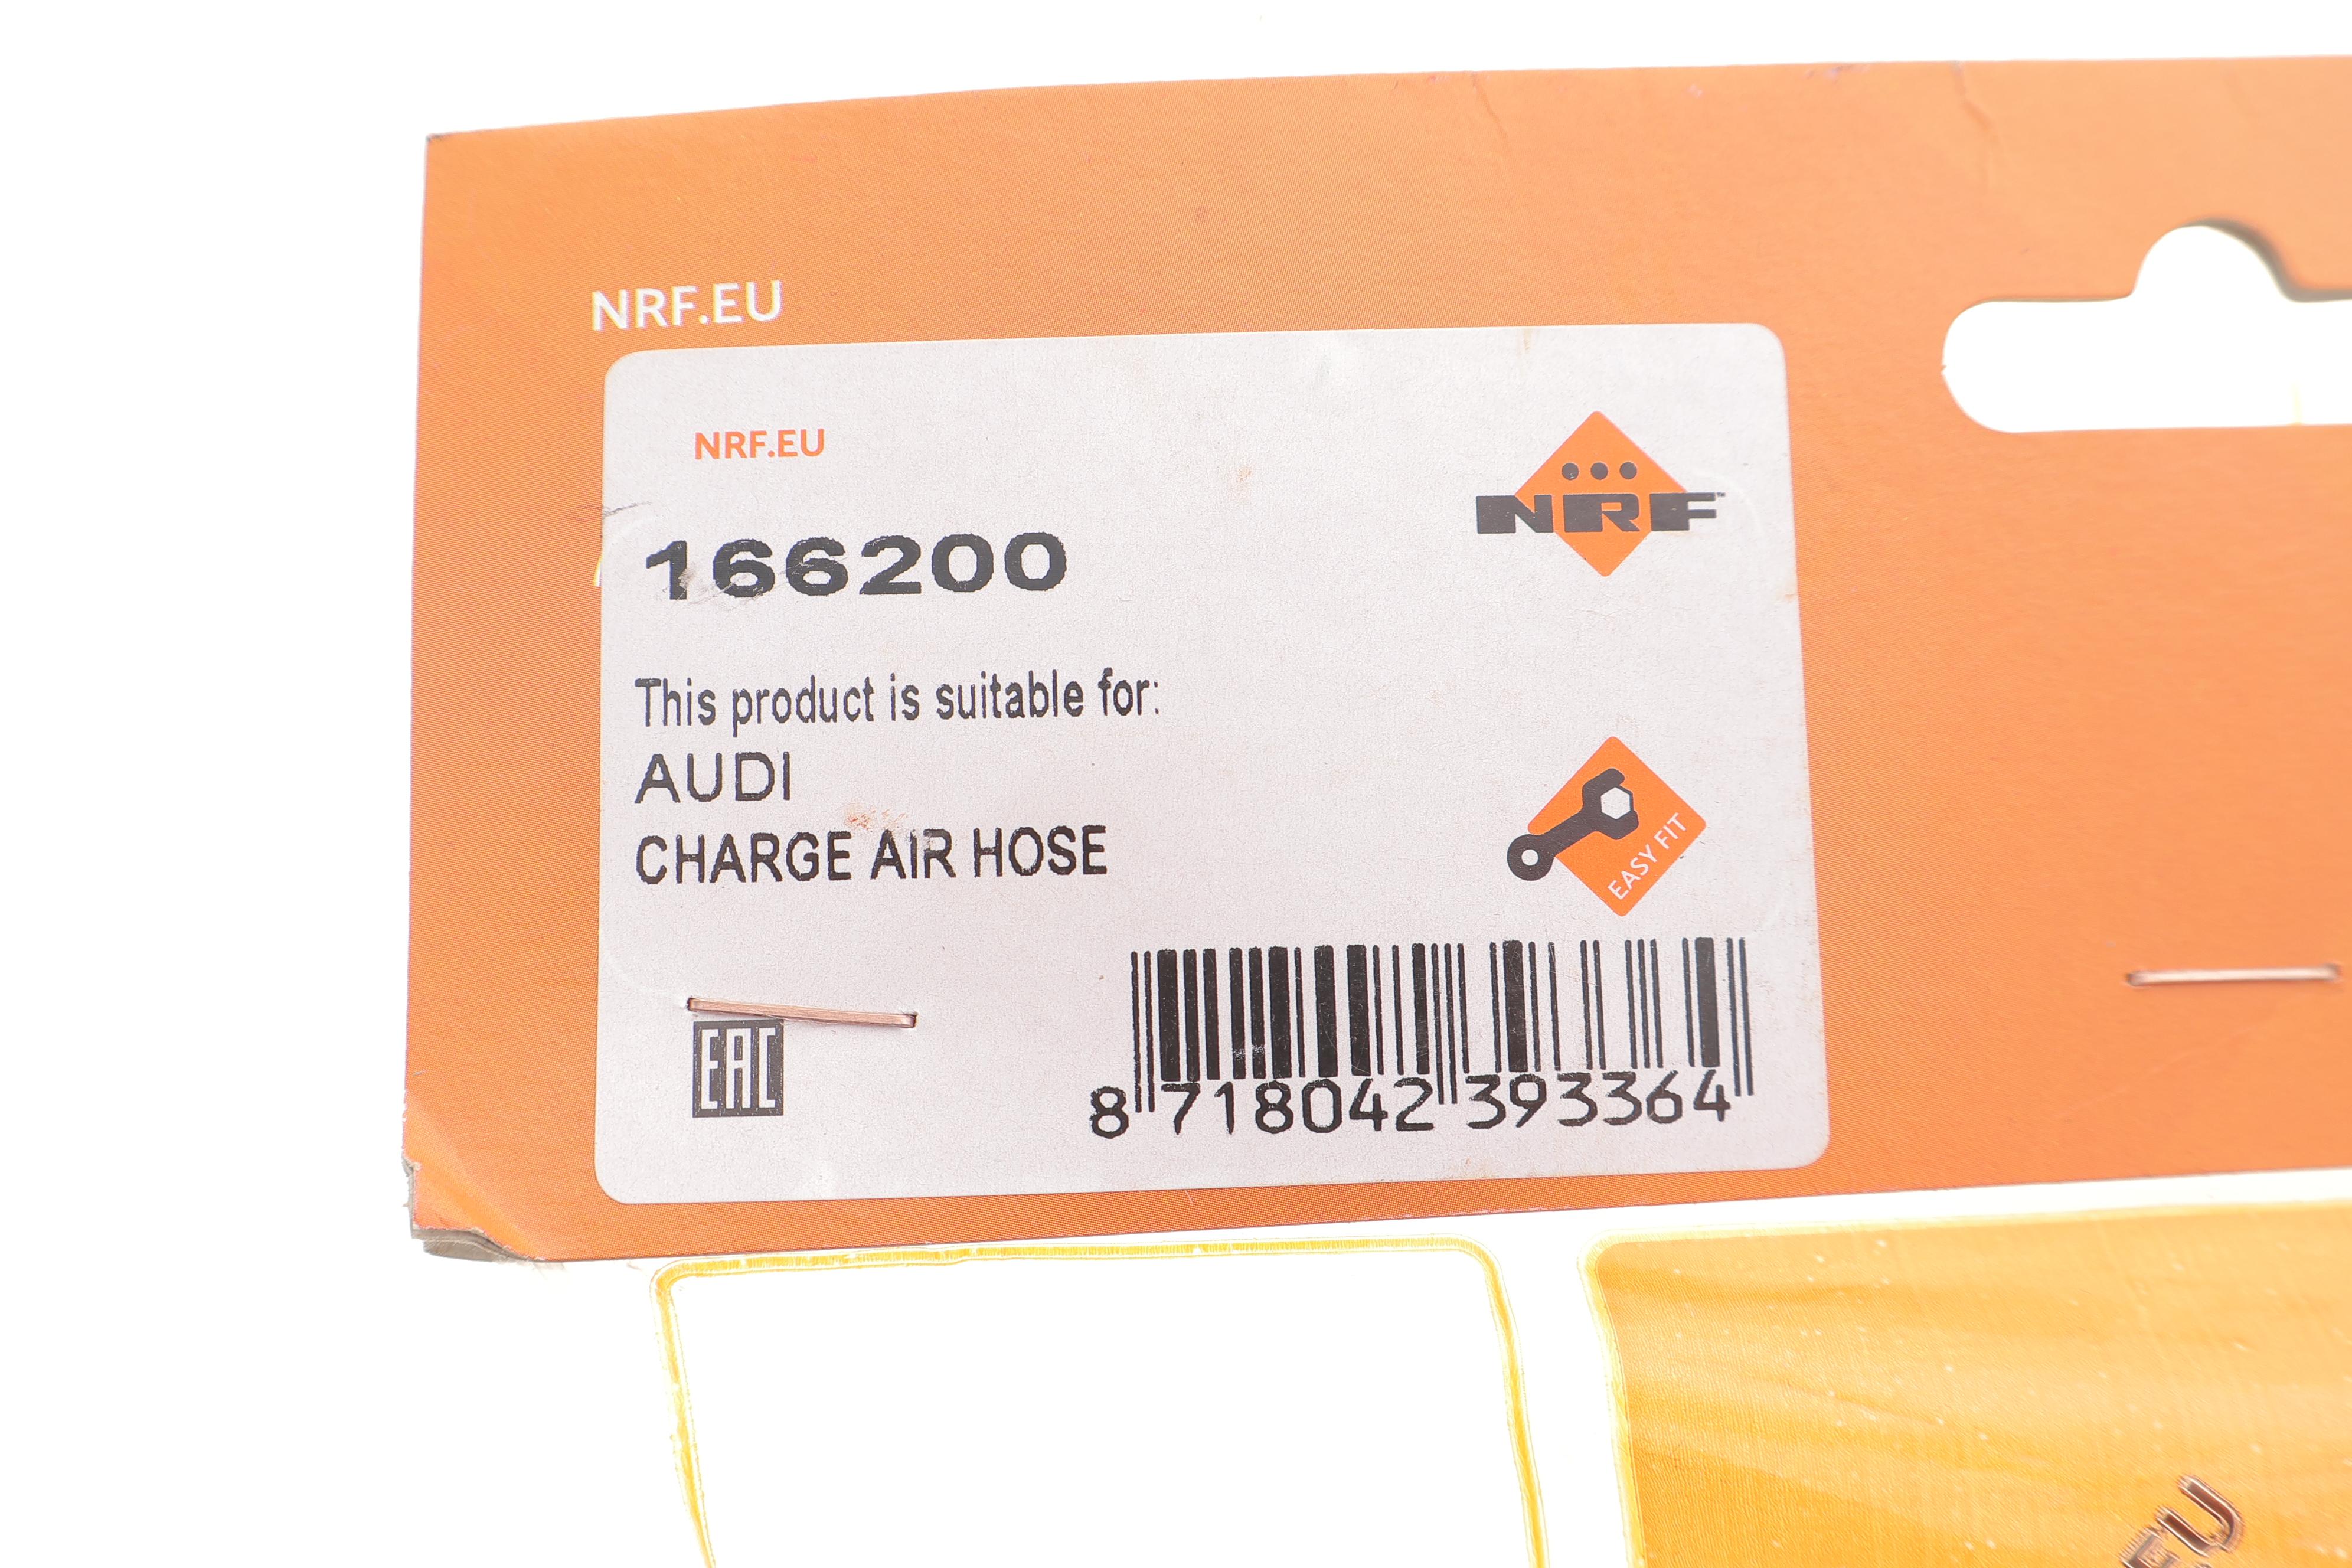 NRF.EU
NRF.EU
NRF™
166200
This product is suitable for:
AUDI
CHARGE AIR HOSE
EASY FIT
EAC
8 718042 393364